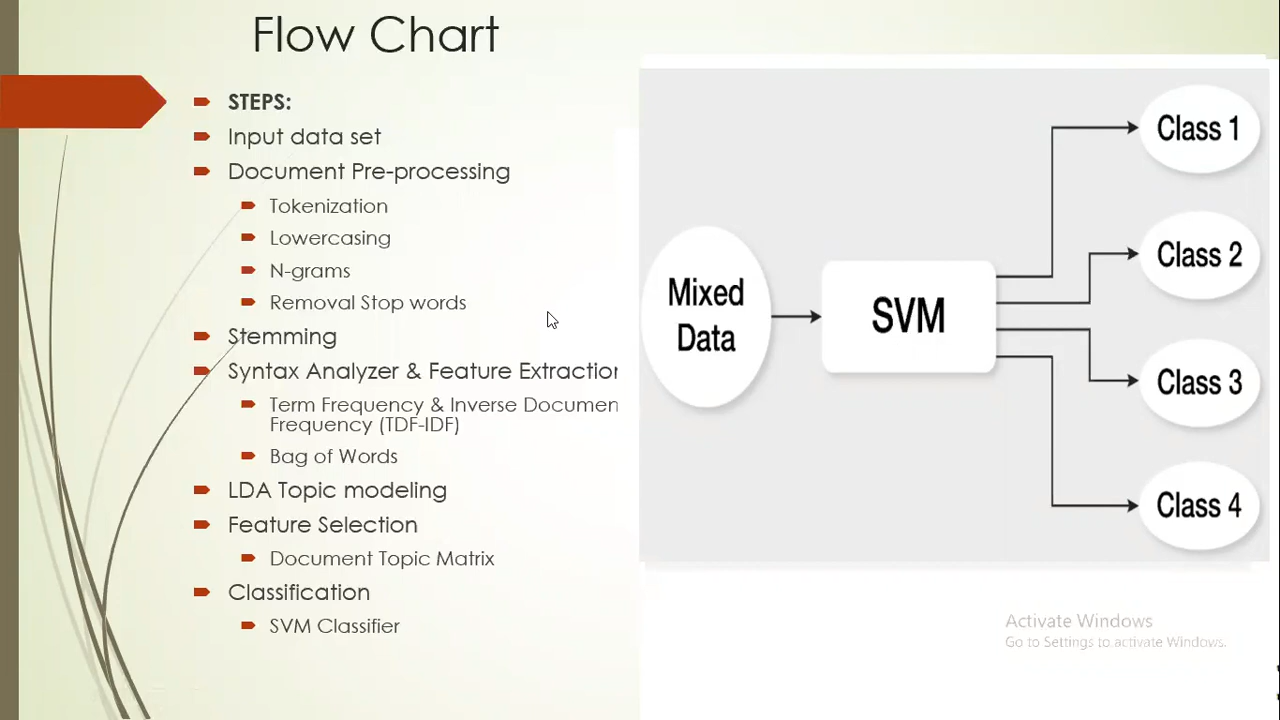 Flow Chart
STEPS:
Input data set
Document Pre-processing
Tokenization
Lowercasing
N-grams
Removal Stop words
Stemming
Syntax Analyzer & Feature Extraction
Term Frequency & Inverse Documen
Frequency (TDF-IDF)
Bag of Words
LDA Topic modeling
Feature Selection
Document Topic Matrix
Classification
SVM Classifier
Mixed
Data
SVM
Class 1
Class 2
Class 3
Class 4
Activate Windows
Go to Settings to activate Windows.